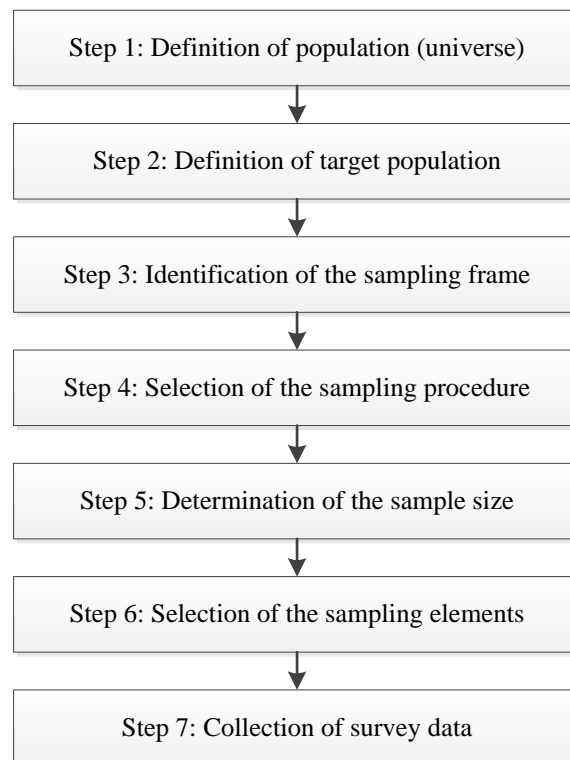 Step 1: Definition of population (universe)
Step 2: Definition of target population
Step 3: Identification of the sampling frame
Step 4: Selection of the sampling procedure
Step 5: Determination of the sample size
Step 6: Selection of the sampling elements
Step 7: Collection of survey data